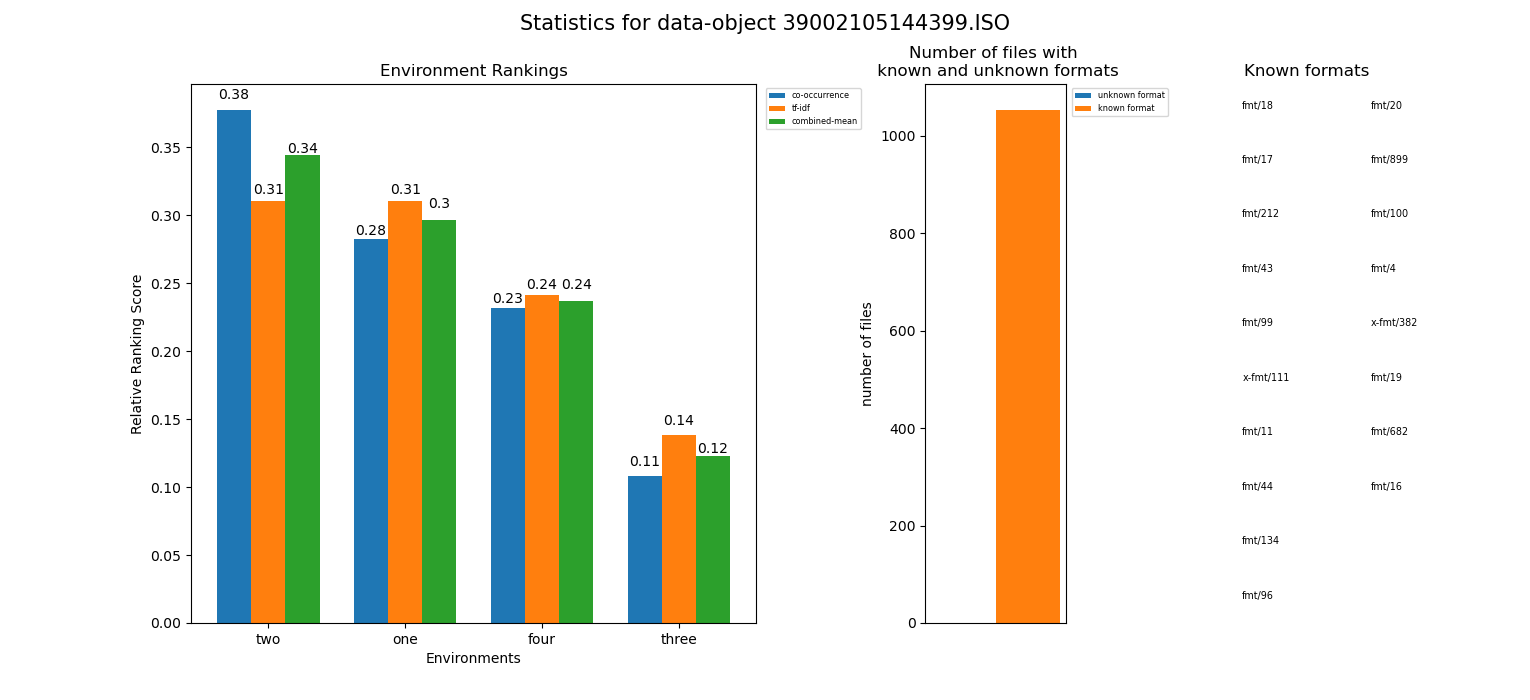 Statistics for data-object 39002105144399.ISO
Environment Rankings
0.38
0.31
0.34
0.28
0.31
0.3
0.23
0.24
0.24
0.11
0.14
0.12
0.35
0.30
0.25
0.20
0.15
0.10
0.05
0.00
Relative Ranking Score
two one four three
Environments
co-occurrence
tf-idf
combined-mean
Number of files with
known and unknown formats
1000
800
600
400
200
0
number of files
unknown format
known format
Known formats
fmt/18 fmt/20
fmt/17 fmt/899
fmt/212 fmt/100
fmt/43 fmt/4
fmt/99 x-fmt/382
x-fmt/111 fmt/19
fmt/11 fmt/682
fmt/44 fmt/16
fmt/134
fmt/96